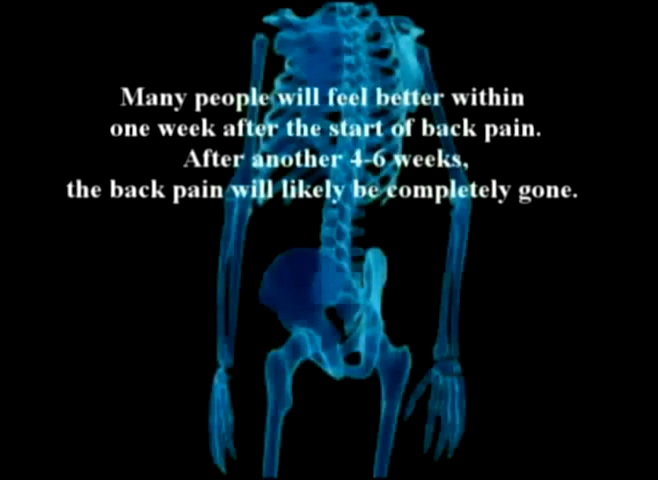 Many people will feel better within
one week after the start of back pain.
After another 4-6 weeks,
the back pain will likely be completely gone.